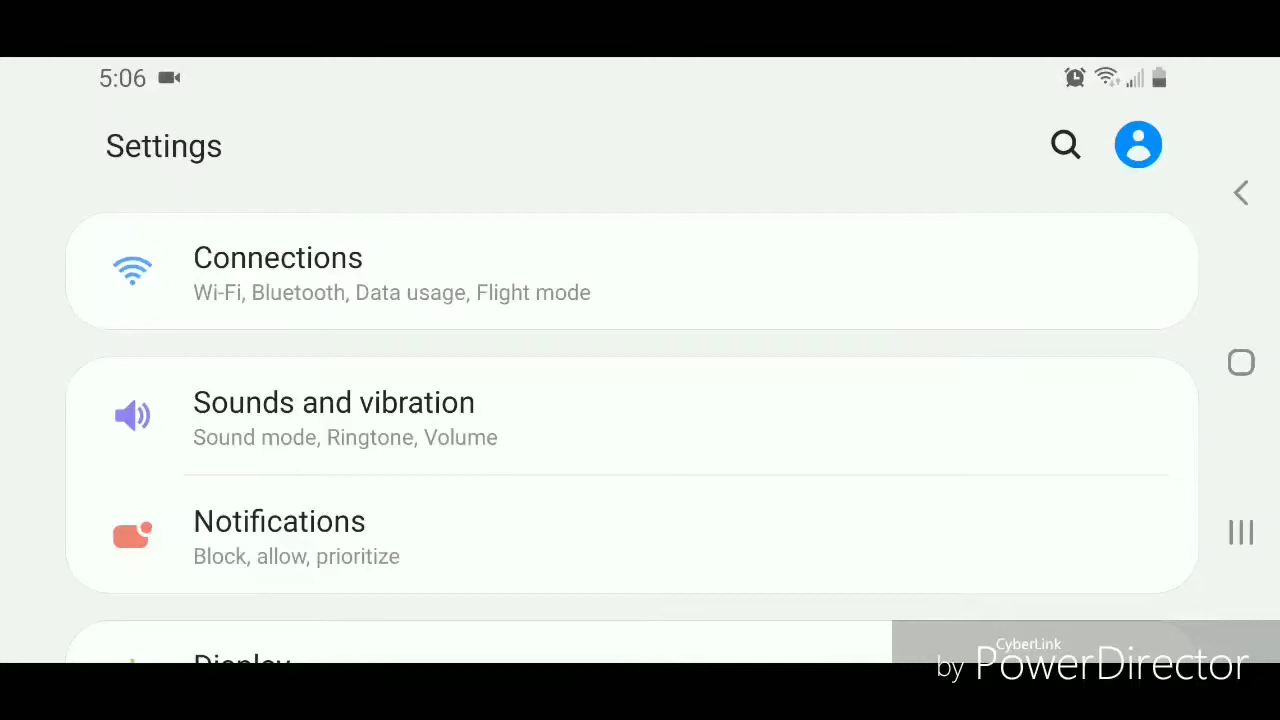 5:06
Settings
Connections
Wi-Fi, Bluetooth, Data usage, Flight mode
Sounds and vibration
Sound mode, Ringtone, Volume
Notifications
Block, allow, prioritize
Display
CyberLink
by PowerDirector